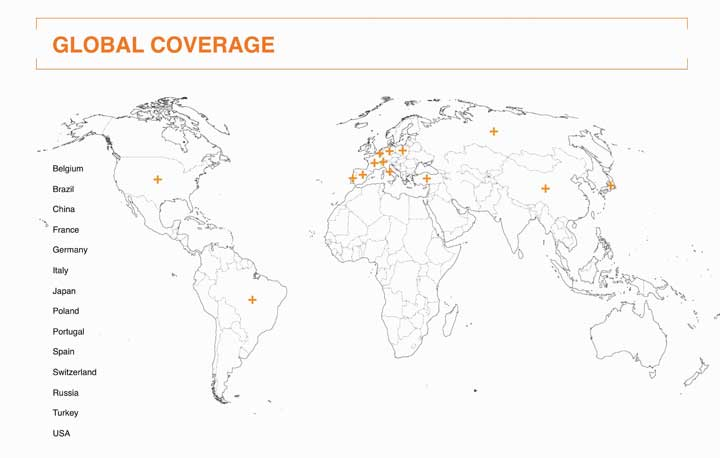 GLOBAL COVERAGE
Belgium
Brazil
China
France
Germany
Italy
Japan
Poland
Portugal
Spain
Switzerland
Russia
Turkey
USA